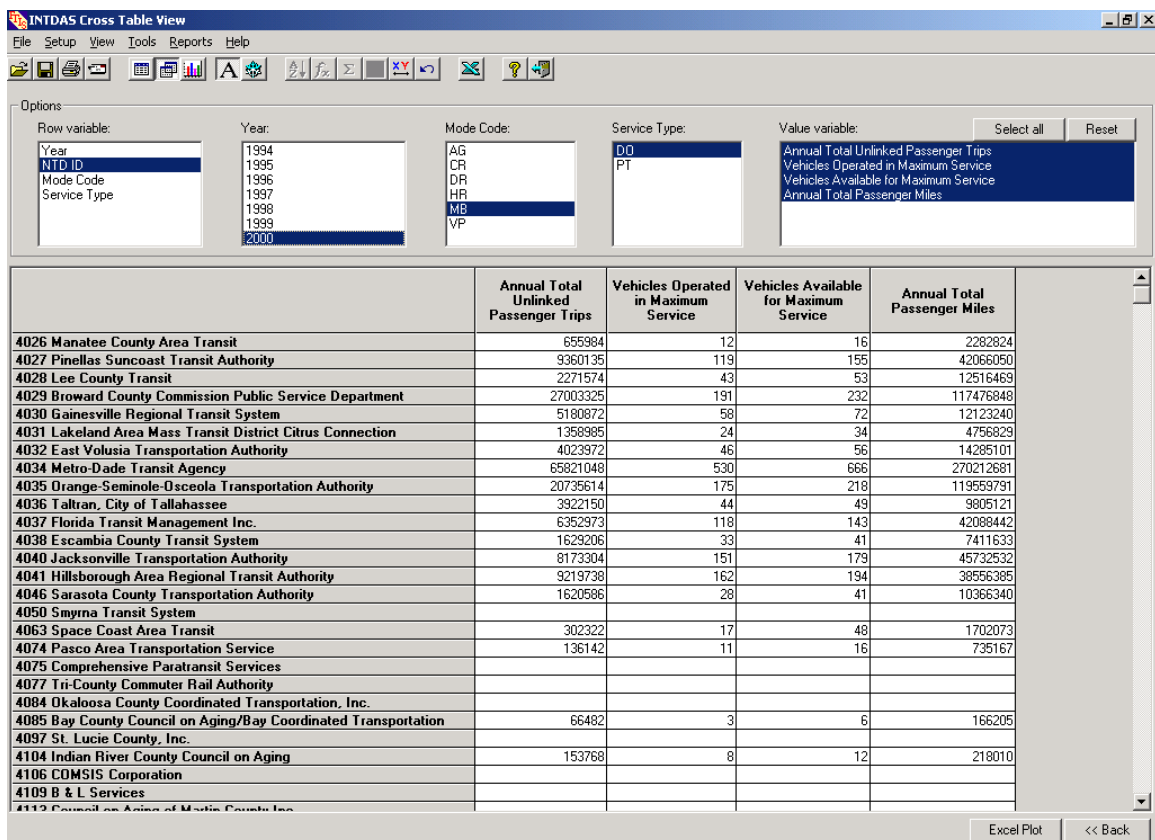 INTDAS Cross Table View
File Setup View Tools Reports Help
Options
Row variable: Year: Mode Code: Service Type: Value variable: Select all Reset
Year 1994 AG DO Annual Total Unlinked Passenger Trips
NTD ID 1995 CR PT Vehicles Operated in Maximum Service
Mode Code 1996 DR Vehicles Available for Maximum Service
Service Type 1997 HR Annual Total Passenger Miles
1998 MB
1999 VP
2000
Annual Total Vehicles Operated Vehicles Available Annual Total
Unlinked in Maximum for Maximum Passenger Miles
Passenger Trips Service Service
4026 Manatee County Area Transit 655984 12 16 2282824
4027 Pinellas Suncoast Transit Authority 9360135 119 155 42066050
4028 Lee County Transit 2271574 43 53 12516469
4029 Broward County Commission Public Service Department 27003325 191 232 117476848
4030 Gainesville Regional Transit System 5180872 58 72 12123240
4031 Lakeland Area Mass Transit District Citrus Connection 1358985 24 34 4756829
4032 East Volusia Transportation Authority 4023972 46 56 14285101
4034 Metro-Dade Transit Agency 65821048 530 666 270212681
4035 Orange-Seminole-Osceola Transportation Authority 20735614 175 218 119559791
4036 Taltran, City of Tallahassee 3922150 44 49 9805121
4037 Florida Transit Management Inc. 6352973 118 143 42088442
4038 Escambia County Transit System 1629206 33 41 7411633
4040 Jacksonville Transportation Authority 8173304 151 179 45732532
4041 Hillsborough Area Regional Transit Authority 9219738 162 194 38556385
4046 Sarasota County Transportation Authority 1620586 28 41 10366340
4050 Smyrna Transit System
4063 Space Coast Area Transit 302322 17 48 1702073
4074 Pasco Area Transportation Service 136142 11 16 735167
4075 Comprehensive Paratransit Services
4077 Tri-County Commuter Rail Authority
4084 Okaloosa County Coordinated Transportation, Inc.
4085 Bay County Council on Aging/Bay Coordinated Transportation 66482 3 6 166205
4097 St. Lucie County, Inc.
4104 Indian River County Council on Aging 153768 8 12 218010
4106 COMSIS Corporation
4109 B & L Services
4113 Council on Aging of Martin County Inc
Excel Plot << Back